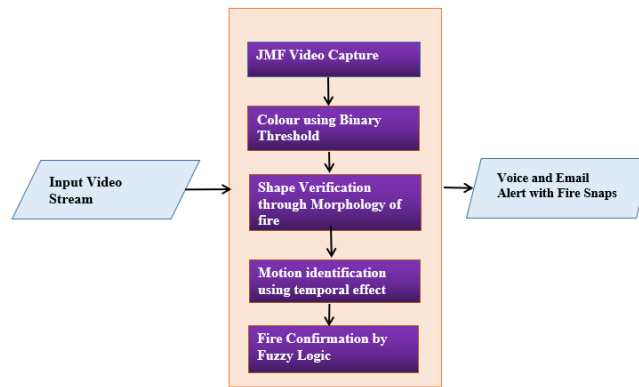 Input Video
Stream
JMF Video Capture
Colour using Binary
Threshold
Shape Verification
through Morphology of
fire
Motion identification
using temporal effect
Fire Confirmation by
Fuzzy Logic
Voice and Email
Alert with Fire Snaps